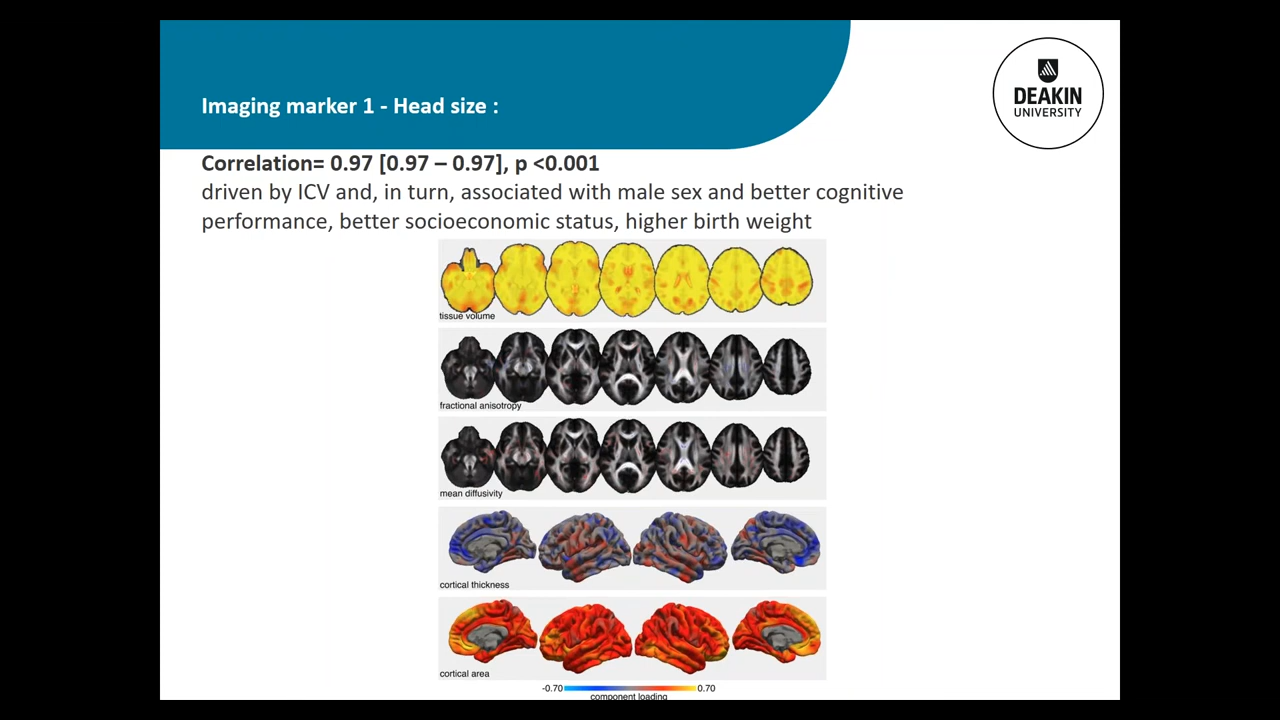 Imaging marker 1 - Head size :
DEAKIN
UNIVERSITY
Correlation= 0.97 [0.97 – 0.97], p <0.001
driven by ICV and, in turn, associated with male sex and better cognitive
performance, better socioeconomic status, higher birth weight
tissue volume
fractional anisotropy
mean diffusivity
cortical thickness
cortical area
-0.70 0.70
component loading